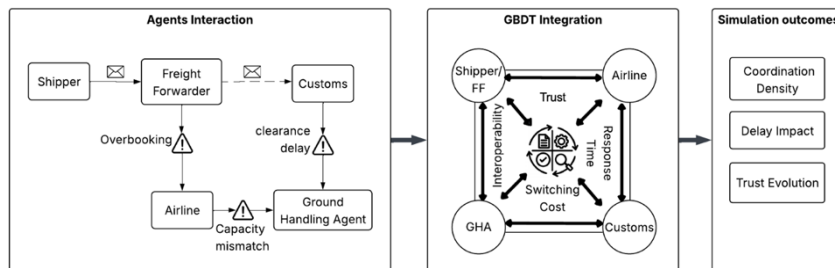 Agents Interaction
Shipper
Freight
Forwarder
Customs
Overbooking
clearance
delay
Airline
Capacity
mismatch
Ground
Handling Agent
GBDT Integration
Shipper/
FF
Airline
Trust
Interoperability
Response
Time
Switching
Cost
GHA
Customs
Simulation outcomes
Coordination
Density
Delay Impact
Trust Evolution